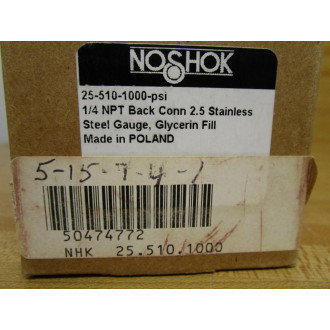 NOSHOK
25-510-1000-psi
1/4 NPT Back Conn 2.5 Stainless
Steel Gauge, Glycerin Fill
Made in POLAND
5-15-7-4-1
50474772
NHK 25.510.1000